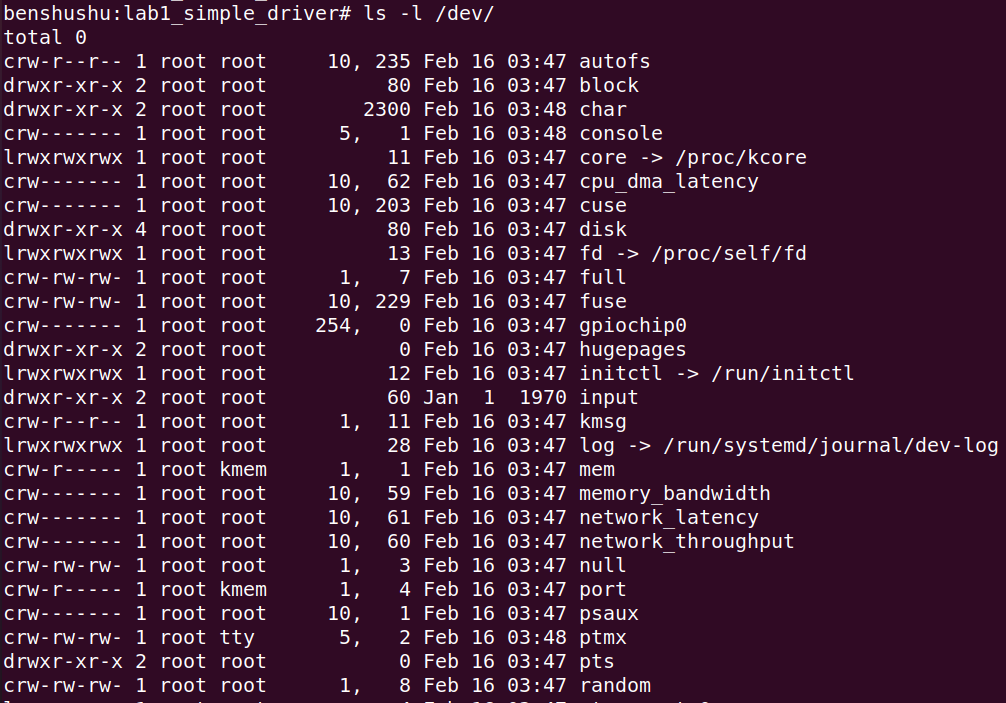 benshushu:lab1_simple_driver# ls -l /dev/
total 0
crw-r--r-- 1 root root     10, 235 Feb 16 03:47 autofs
drwxr-xr-x 2 root root          80 Feb 16 03:47 block
drwxr-xr-x 2 root root        2300 Feb 16 03:48 char
crw------- 1 root root      5,   1 Feb 16 03:48 console
lrwxrwxrwx 1 root root          11 Feb 16 03:47 core -> /proc/kcore
crw------- 1 root root     10,  62 Feb 16 03:47 cpu_dma_latency
crw------- 1 root root     10, 203 Feb 16 03:47 cuse
drwxr-xr-x 4 root root          80 Feb 16 03:47 disk
lrwxrwxrwx 1 root root          13 Feb 16 03:47 fd -> /proc/self/fd
crw-rw-rw- 1 root root      1,   7 Feb 16 03:47 full
crw-rw-rw- 1 root root     10, 229 Feb 16 03:47 fuse
crw------- 1 root root    254,   0 Feb 16 03:47 gpiochip0
drwxr-xr-x 2 root root           0 Feb 16 03:47 hugepages
lrwxrwxrwx 1 root root          12 Feb 16 03:47 initctl -> /run/initctl
drwxr-xr-x 2 root root          60 Jan  1  1970 input
crw-r--r-- 1 root root      1,  11 Feb 16 03:47 kmsg
lrwxrwxrwx 1 root root          28 Feb 16 03:47 log -> /run/systemd/journal/dev-log
crw-r----- 1 root kmem      1,   1 Feb 16 03:47 mem
crw------- 1 root root     10,  59 Feb 16 03:47 memory_bandwidth
crw------- 1 root root     10,  61 Feb 16 03:47 network_latency
crw------- 1 root root     10,  60 Feb 16 03:47 network_throughput
crw-rw-rw- 1 root root      1,   3 Feb 16 03:47 null
crw-r----- 1 root kmem      1,   4 Feb 16 03:47 port
crw------- 1 root root     10,   1 Feb 16 03:47 psaux
crw-rw-rw- 1 root tty       5,   2 Feb 16 03:48 ptmx
drwxr-xr-x 2 root root           0 Feb 16 03:47 pts
crw-rw-rw- 1 root root      1,   8 Feb 16 03:47 random